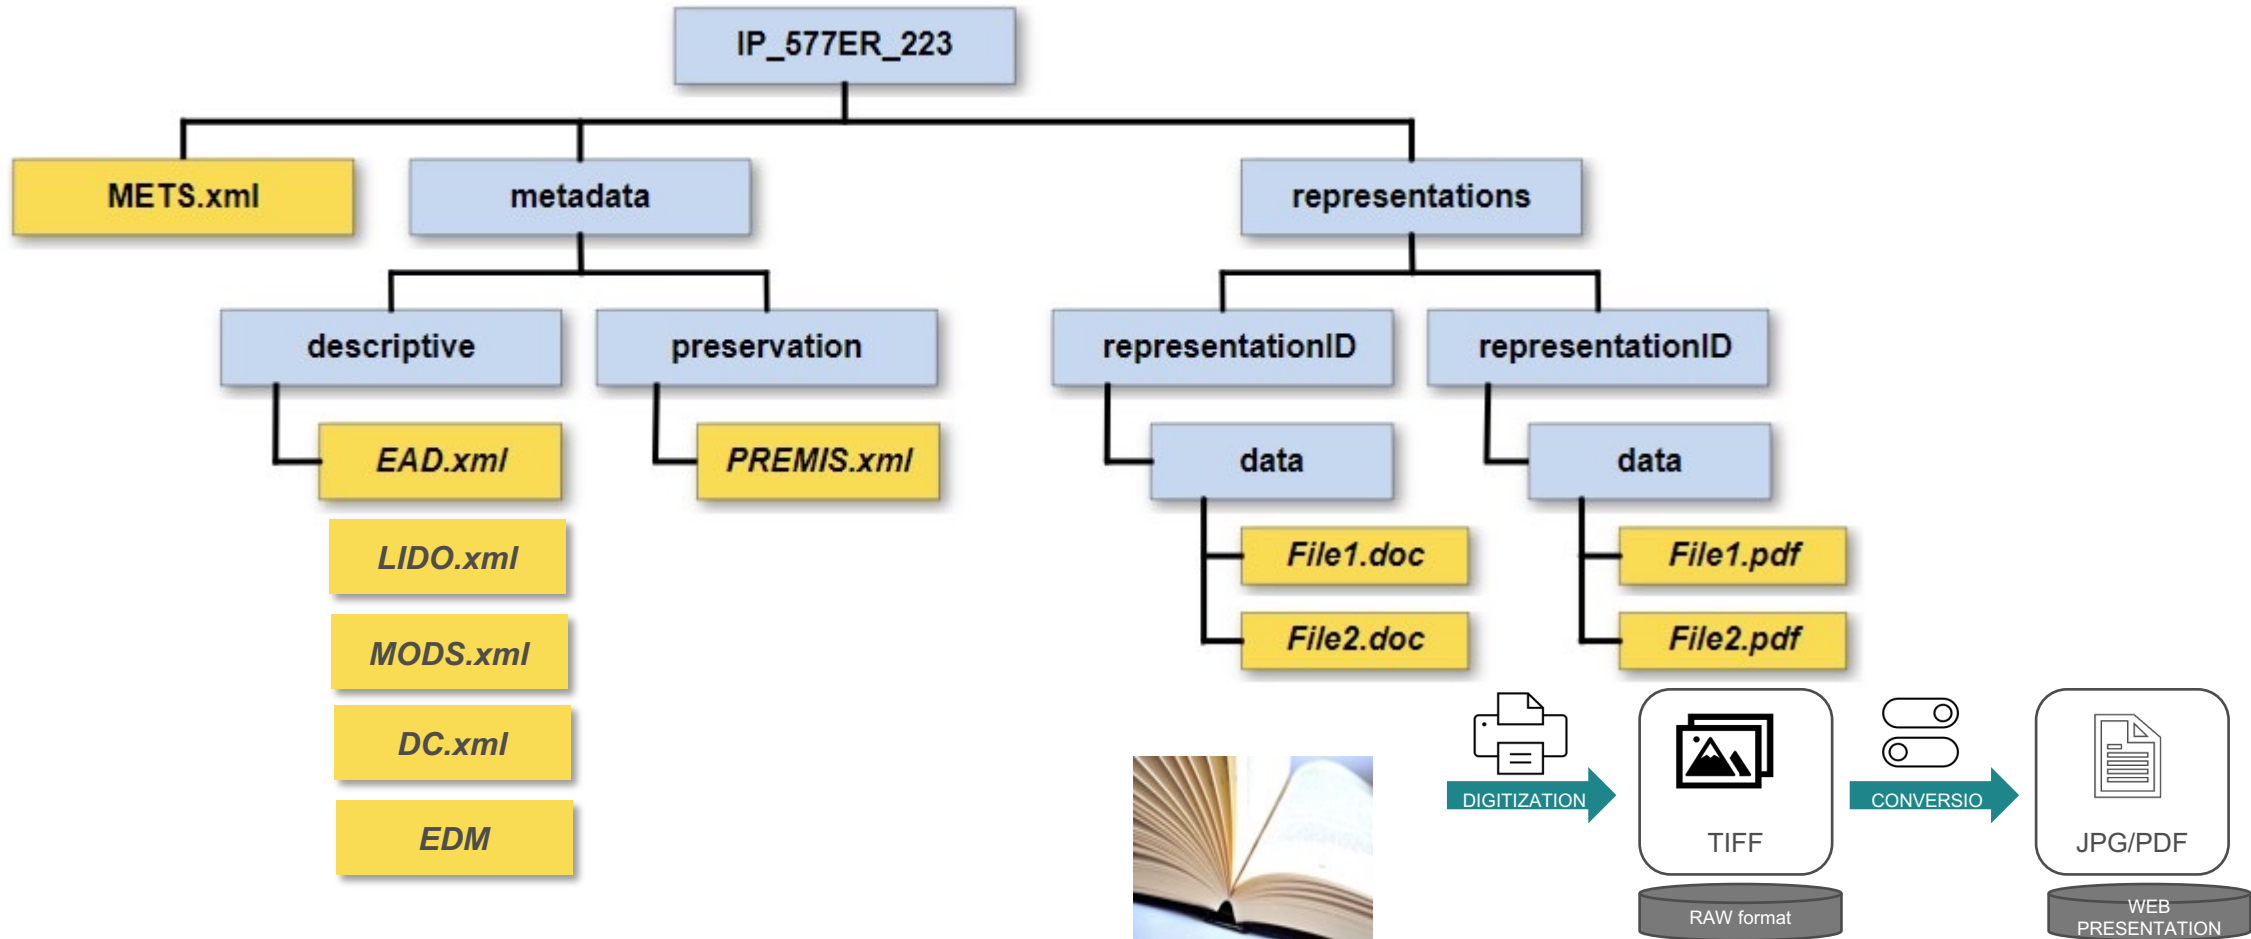 IP_577ER_223
METS.xml
metadata
representations
descriptive
preservation
representationID
representationID
EAD.xml
PREMIS.xml
data
data
LIDO.xml
File1.doc
File1.pdf
MODS.xml
File2.doc
File2.pdf
DC.xml
EDM
DIGITIZATION
TIFF
RAW format
CONVERSIO
JPG/PDF
WEB
PRESENTATION